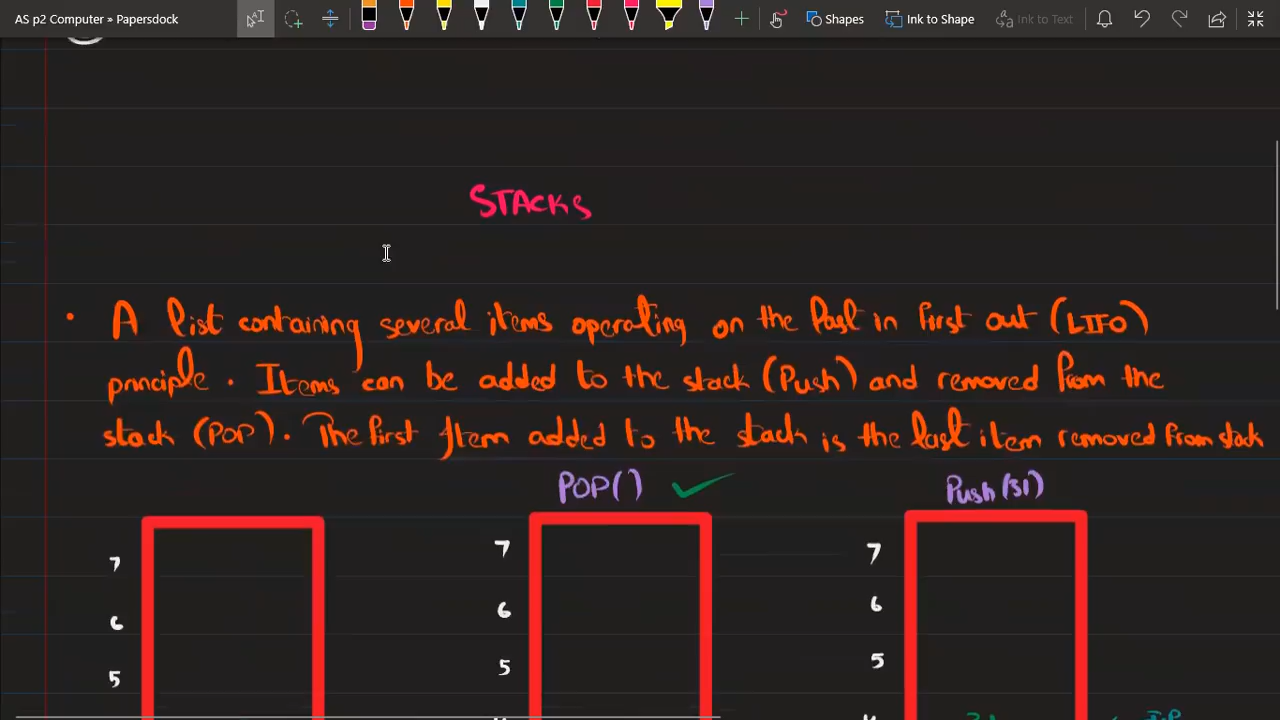 AS p2 Computer » Papersdock
Shapes
Ink to Shape
Ink to Text
STACKS
• A list containing several items operating on the last in first out (LIFO)
principle. Items can be added to the stack (Push) and removed from the
stack (POP). The first Item added to the stack is the last item removed from stack
POP() Push(31)
7 7 7
6 6 6
5 5 5